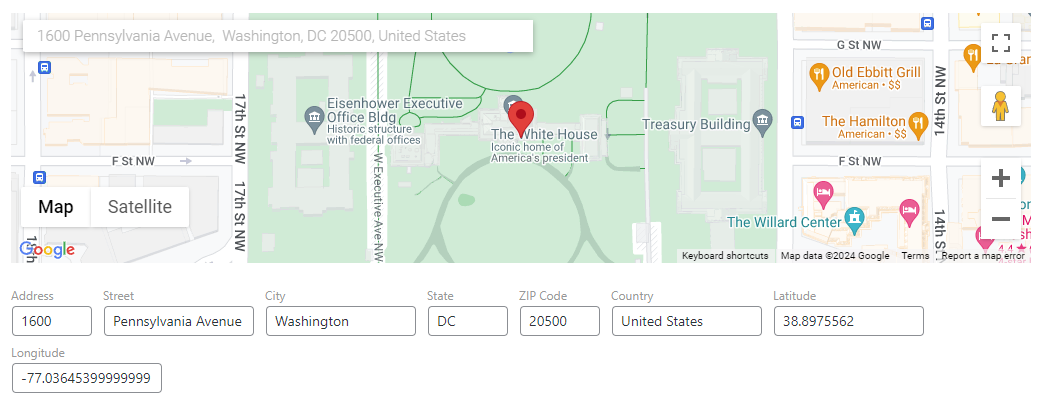 1600 Pennsylvania Avenue,  Washington, DC 20500, United States
G St NW
Old Ebbitt Grill
American • $$
14th St NW
17th St NW
Eisenhower Executive
Office Bldg
Historic structure
with federal offices
The White House
Iconic home of
America's president
Treasury Building
The Hamilton
American • $$
F St NW
F St NW
W Executive Ave NW
17th St NW
Map
Satellite
The Willard Center
14th S
Google
Keyboard shortcuts
Map data ©2024 Google
Terms
Report a map error
Address
Street
City
State
ZIP Code
Country
Latitude
1600
Pennsylvania Avenue
Washington
DC
20500
United States
38.8975562
Longitude
-77.03645399999999